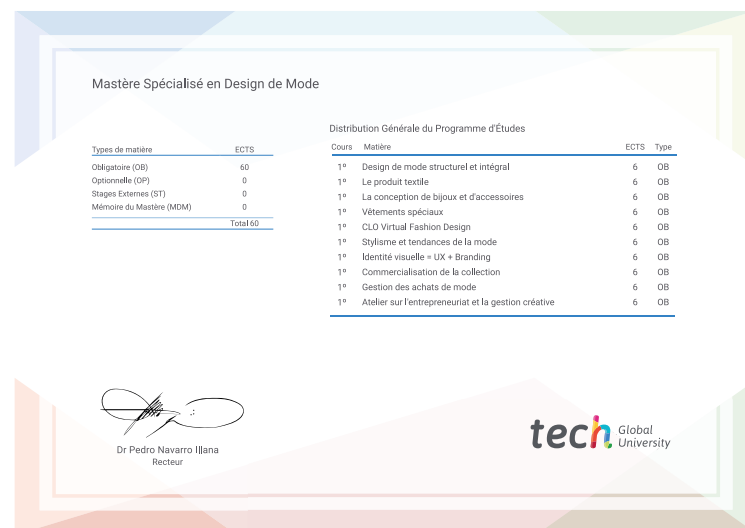 Mastère Spécialisé en Design de Mode
Types de matière ECTS
Obligatoire (OB) 60
Optionnelle (OP) 0
Stages Externes (ST) 0
Mémoire du Mastère (MDM) 0
Total 60
Distribution Générale du Programme d'Études
Cours Matière ECTS Type
1º Design de mode structurel et intégral 6 OB
1º Le produit textile 6 OB
1º La conception de bijoux et d'accessoires 6 OB
1º Vêtements spéciaux 6 OB
1º CLO Virtual Fashion Design 6 OB
1º Stylisme et tendances de la mode 6 OB
1º Identité visuelle = UX + Branding 6 OB
1º Commercialisation de la collection 6 OB
1º Gestion des achats de mode 6 OB
1º Atelier sur l'entrepreneuriat et la gestion créative 6 OB
Dr Pedro Navarro Illana
Recteur
tech Global
University